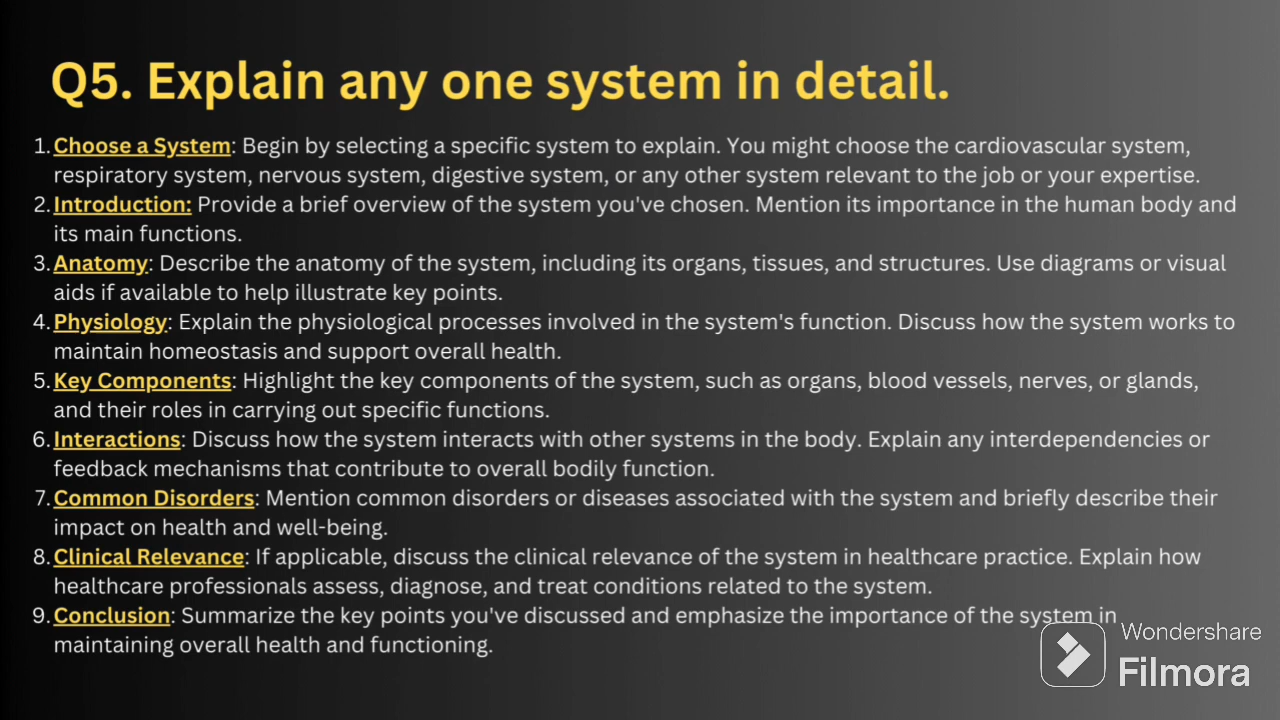 Q5. Explain any one system in detail.
1. Choose a System: Begin by selecting a specific system to explain. You might choose the cardiovascular system,
respiratory system, nervous system, digestive system, or any other system relevant to the job or your expertise.
2. Introduction: Provide a brief overview of the system you've chosen. Mention its importance in the human body and
its main functions.
3. Anatomy: Describe the anatomy of the system, including its organs, tissues, and structures. Use diagrams or visual
aids if available to help illustrate key points.
4. Physiology: Explain the physiological processes involved in the system's function. Discuss how the system works to
maintain homeostasis and support overall health.
5. Key Components: Highlight the key components of the system, such as organs, blood vessels, nerves, or glands,
and their roles in carrying out specific functions.
6. Interactions: Discuss how the system interacts with other systems in the body. Explain any interdependencies or
feedback mechanisms that contribute to overall bodily function.
7. Common Disorders: Mention common disorders or diseases associated with the system and briefly describe their
impact on health and well-being.
8. Clinical Relevance: If applicable, discuss the clinical relevance of the system in healthcare practice. Explain how
healthcare professionals assess, diagnose, and treat conditions related to the system.
9. Conclusion: Summarize the key points you've discussed and emphasize the importance of the system in
maintaining overall health and functioning.
Wondershare
Filmora